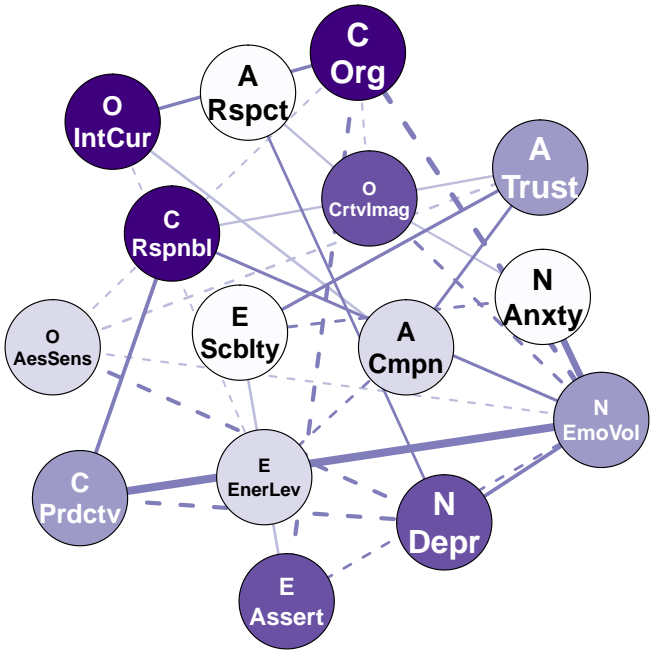 C
Org
A
Rspct
O
IntCur
A
Trust
O
CrtvImag
C
Rspnbl
N
Anxty
E
Scblty
A
Cmpn
O
AesSens
N
EmoVol
E
EnerLev
C
Prdctv
N
Depr
E
Assert